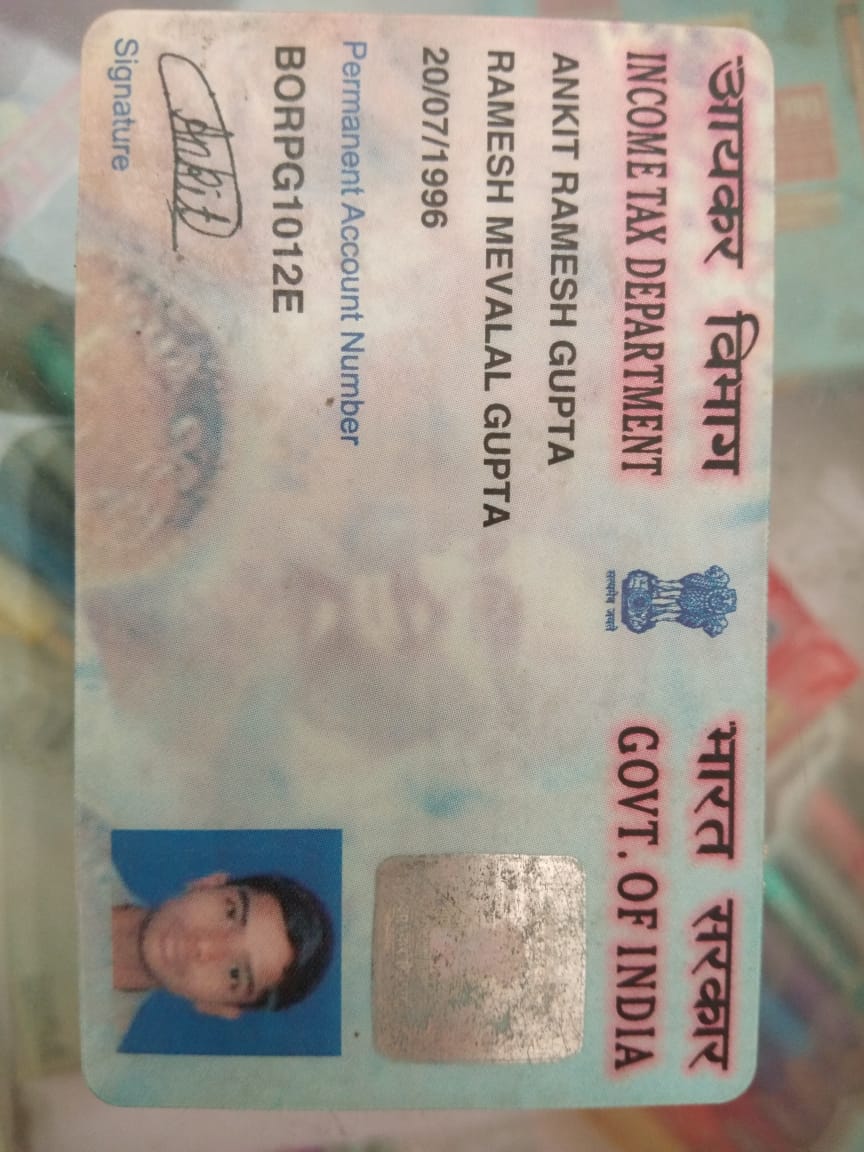 आयकर विभाग
INCOME TAX DEPARTMENT
सत्यमेव जयते
भारत सरकार
GOVT. OF INDIA
ANKIT RAMESH GUPTA
RAMESH MEVALAL GUPTA
20/07/1996
Permanent Account Number
BORPG1012E
Ankit
Signature